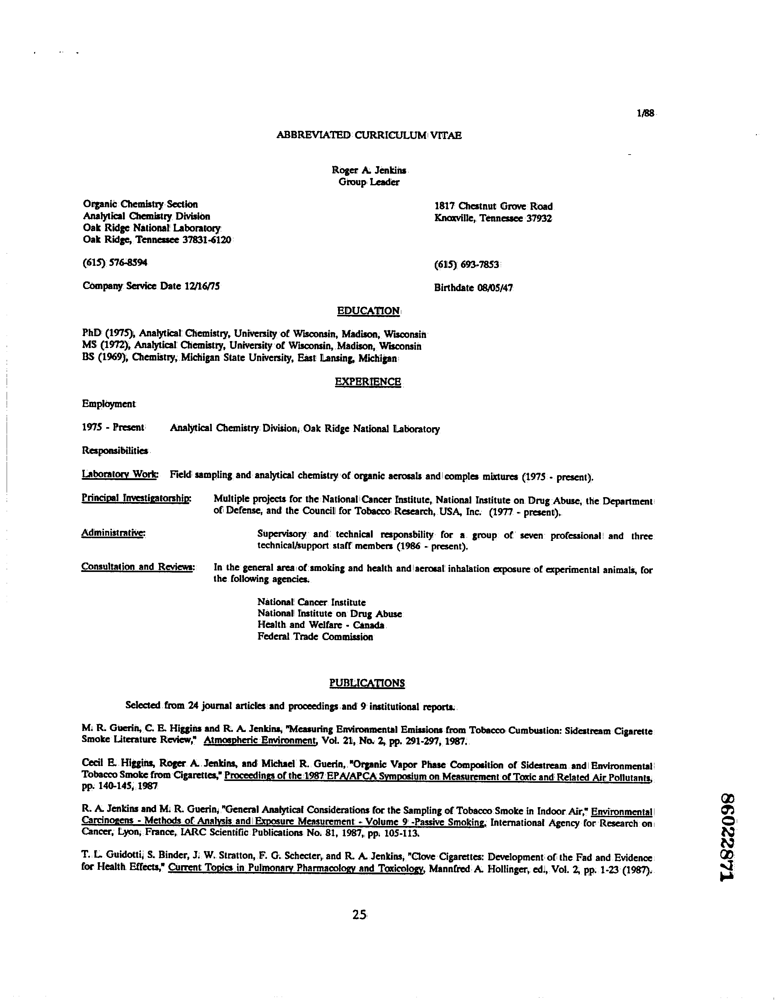 1/88
ABBREVIATED CURRICULUM VITAE
Roger A. Jenkins
Group Leader
Organic Chemistry Section
Analytical Chemistry Division
Oak Ridge National Laboratory
Oak Ridge, Tennessee 37831-6120
1817 Chestnut Grove Road
Knoxville, Tennessee 37932
(615) 576-8594
(615) 693-7853
Company Service Date 12/16/75
Birthdate 08/05/47
EDUCATION
PhD (1975), Analytical Chemistry, University of Wisconsin, Madison, Wisconsin
MS (1972), Analytical Chemistry, University of Wisconsin, Madison, Wisconsin
BS (1969), Chemistry, Michigan State University, East Lansing, Michigan
EXPERIENCE
Employment
1975 - Present Analytical Chemistry Division, Oak Ridge National Laboratory
Responsibilities
Laboratory Work: Field sampling and analytical chemistry of organic aerosals and comples mixtures (1975 - present).
Principal Investigatorship: Multiple projects for the National Cancer Institute, National Institute on Drug Abuse, the Department
of Defense, and the Council for Tobacco Research, USA, Inc. (1977 - present).
Administrative: Supervisory and technical responsbility for a group of seven professional and three
technical/support staff members (1986 - present).
Consultation and Reviews: In the general area of smoking and health and aerosal inhalation exposure of experimental animals, for
the following agencies.
National Cancer Institute
National Institute on Drug Abuse
Health and Welfare - Canada
Federal Trade Commission
PUBLICATIONS
Selected from 24 journal articles and proceedings and 9 institutional reports.
M. R. Guerin, C. E. Higgins and R. A. Jenkins, "Measuring Environmental Emissions from Tobacco Cumbustion: Sidestream Cigarette
Smoke Literature Review," Atmospheric Environment, Vol. 21, No. 2, pp. 291-297, 1987.
Cecil E. Higgins, Roger A. Jenkins, and Michael R. Guerin, "Organic Vapor Phase Composition of Sidestream and Environmental
Tobacco Smoke from Cigarettes," Proceedings of the 1987 EPA/APCA Symposium on Measurement of Toxic and Related Air Pollutants,
pp. 140-145, 1987
R. A. Jenkins and M. R. Guerin, "General Analytical Considerations for the Sampling of Tobacco Smoke in Indoor Air," Environmental
Carcinogens - Methods of Analysis and Exposure Measurement - Volume 9 -Passive Smoking, International Agency for Research on
Cancer, Lyon, France, IARC Scientific Publications No. 81, 1987, pp. 105-113.
T. L. Guidotti, S. Binder, J. W. Stratton, F. G. Schecter, and R. A. Jenkins, "Clove Cigarettes: Development of the Fad and Evidence
for Health Effects," Current Topics in Pulmonary Pharmacology and Toxicology, Mannfred A. Hollinger, ed., Vol. 2, pp. 1-23 (1987).
86022871
25